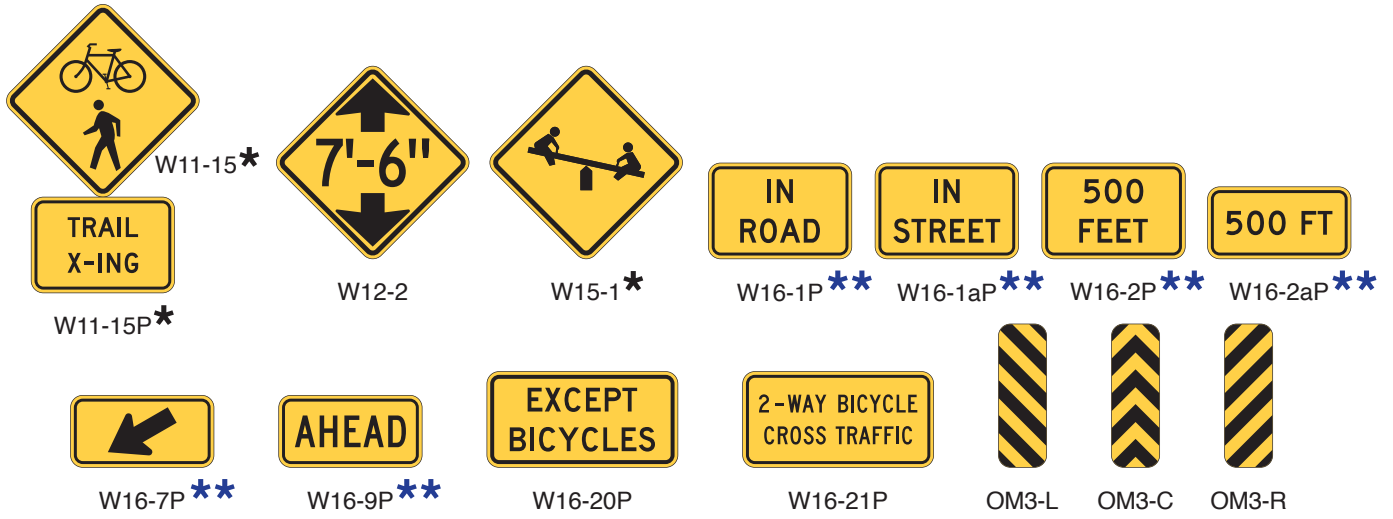 W11-15*
TRAIL
X-ING
W11-15P*
7'-6"
W12-2
W15-1*
IN
ROAD
W16-1P**
IN
STREET
W16-1aP**
500
FEET
W16-2P**
500 FT
W16-2aP**
W16-7P**
AHEAD
W16-9P**
EXCEPT
BICYCLES
W16-20P
2-WAY BICYCLE
CROSS TRAFFIC
W16-21P
OM3-L
OM3-C
OM3-R